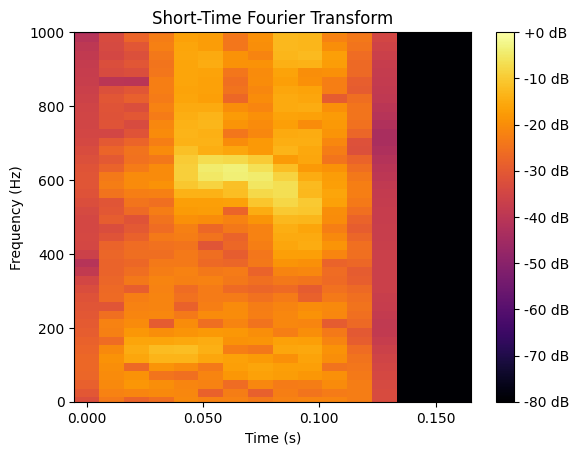 Short-Time Fourier Transform
1000
800
600
400
200
0
Frequency (Hz)
0.000
0.050
0.100
0.150
Time (s)
+0 dB
-10 dB
-20 dB
-30 dB
-40 dB
-50 dB
-60 dB
-70 dB
-80 dB